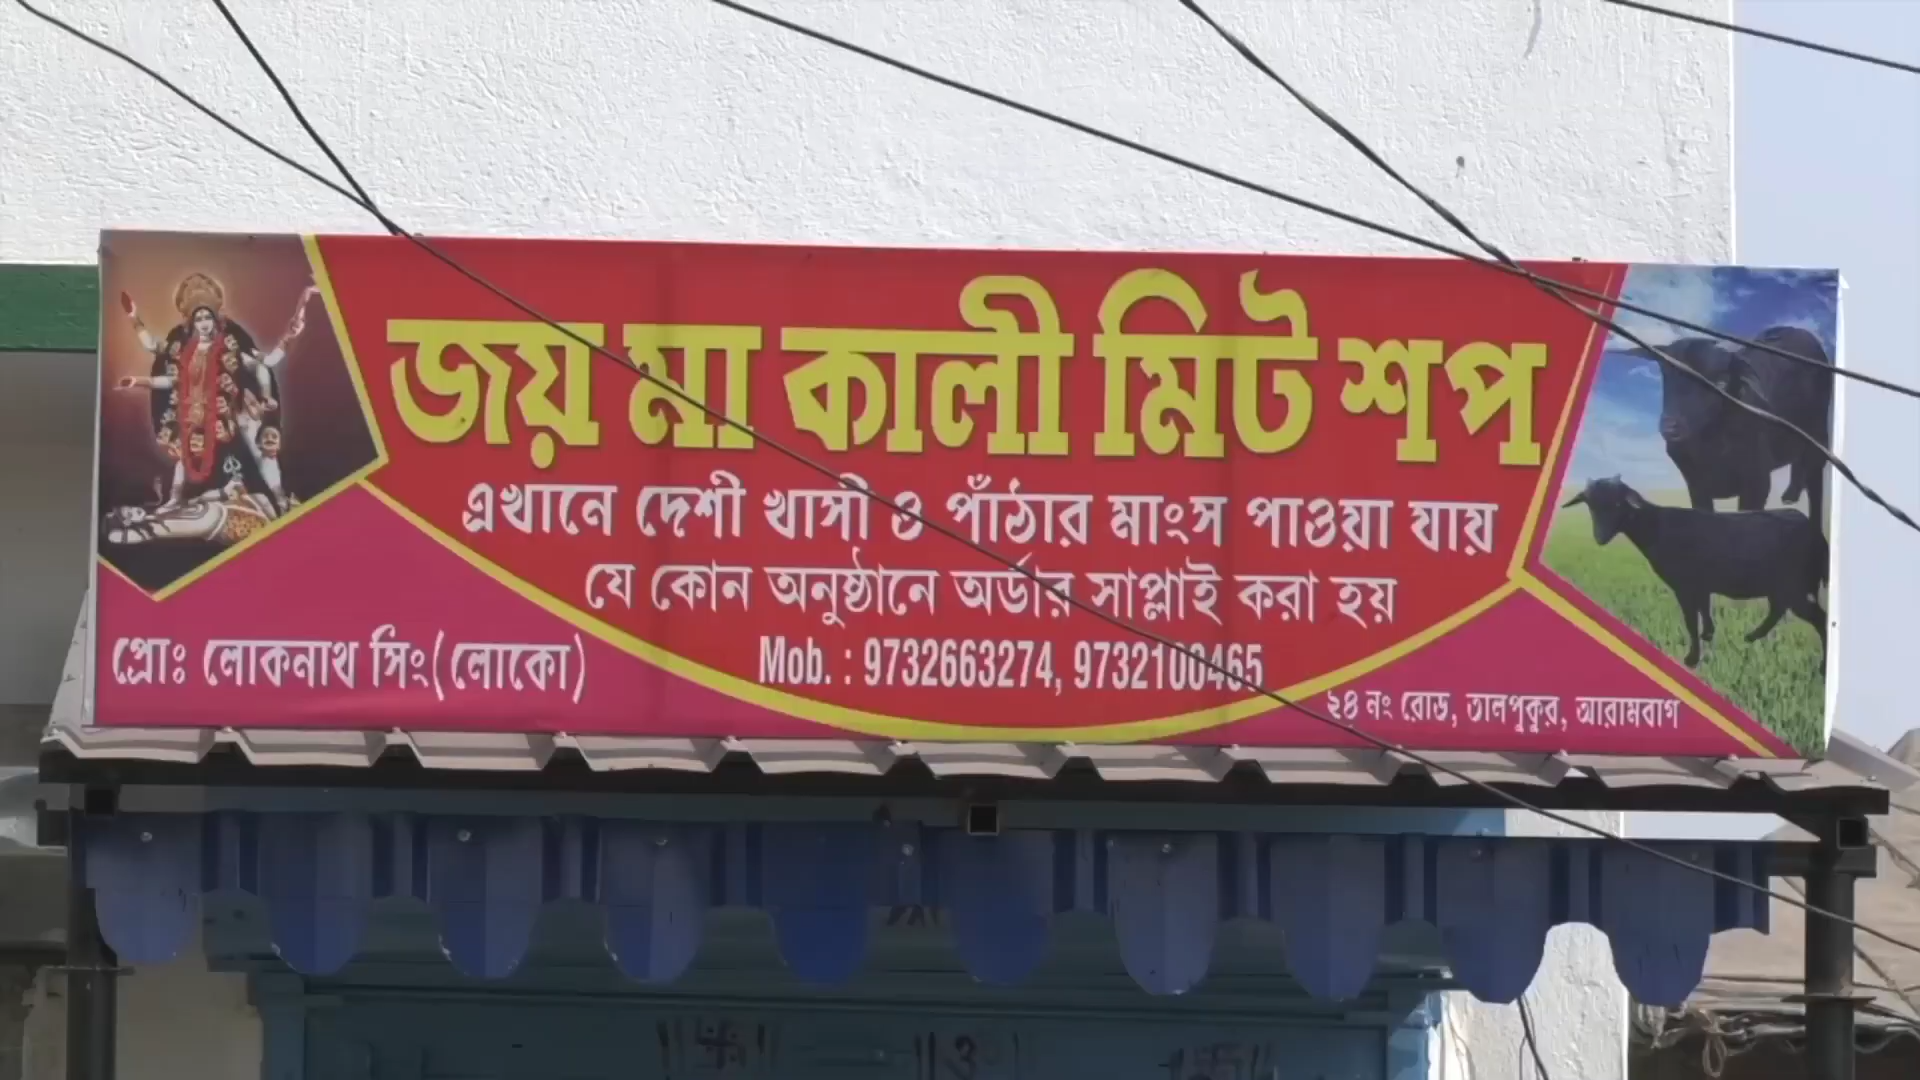 জয় মা কালী মিট শপ
এখানে দেশী খাসী ও পাঁঠার মাংস পাওয়া যায়
যে কোন অনুষ্ঠানে অর্ডার সাপ্লাই করা হয়
Mob. : 9732663274, 9732100465
প্রোঃ লোকনাথ সিং(লোকো)
২৪ নং রোড, তালপুকুর, আরামবাগ